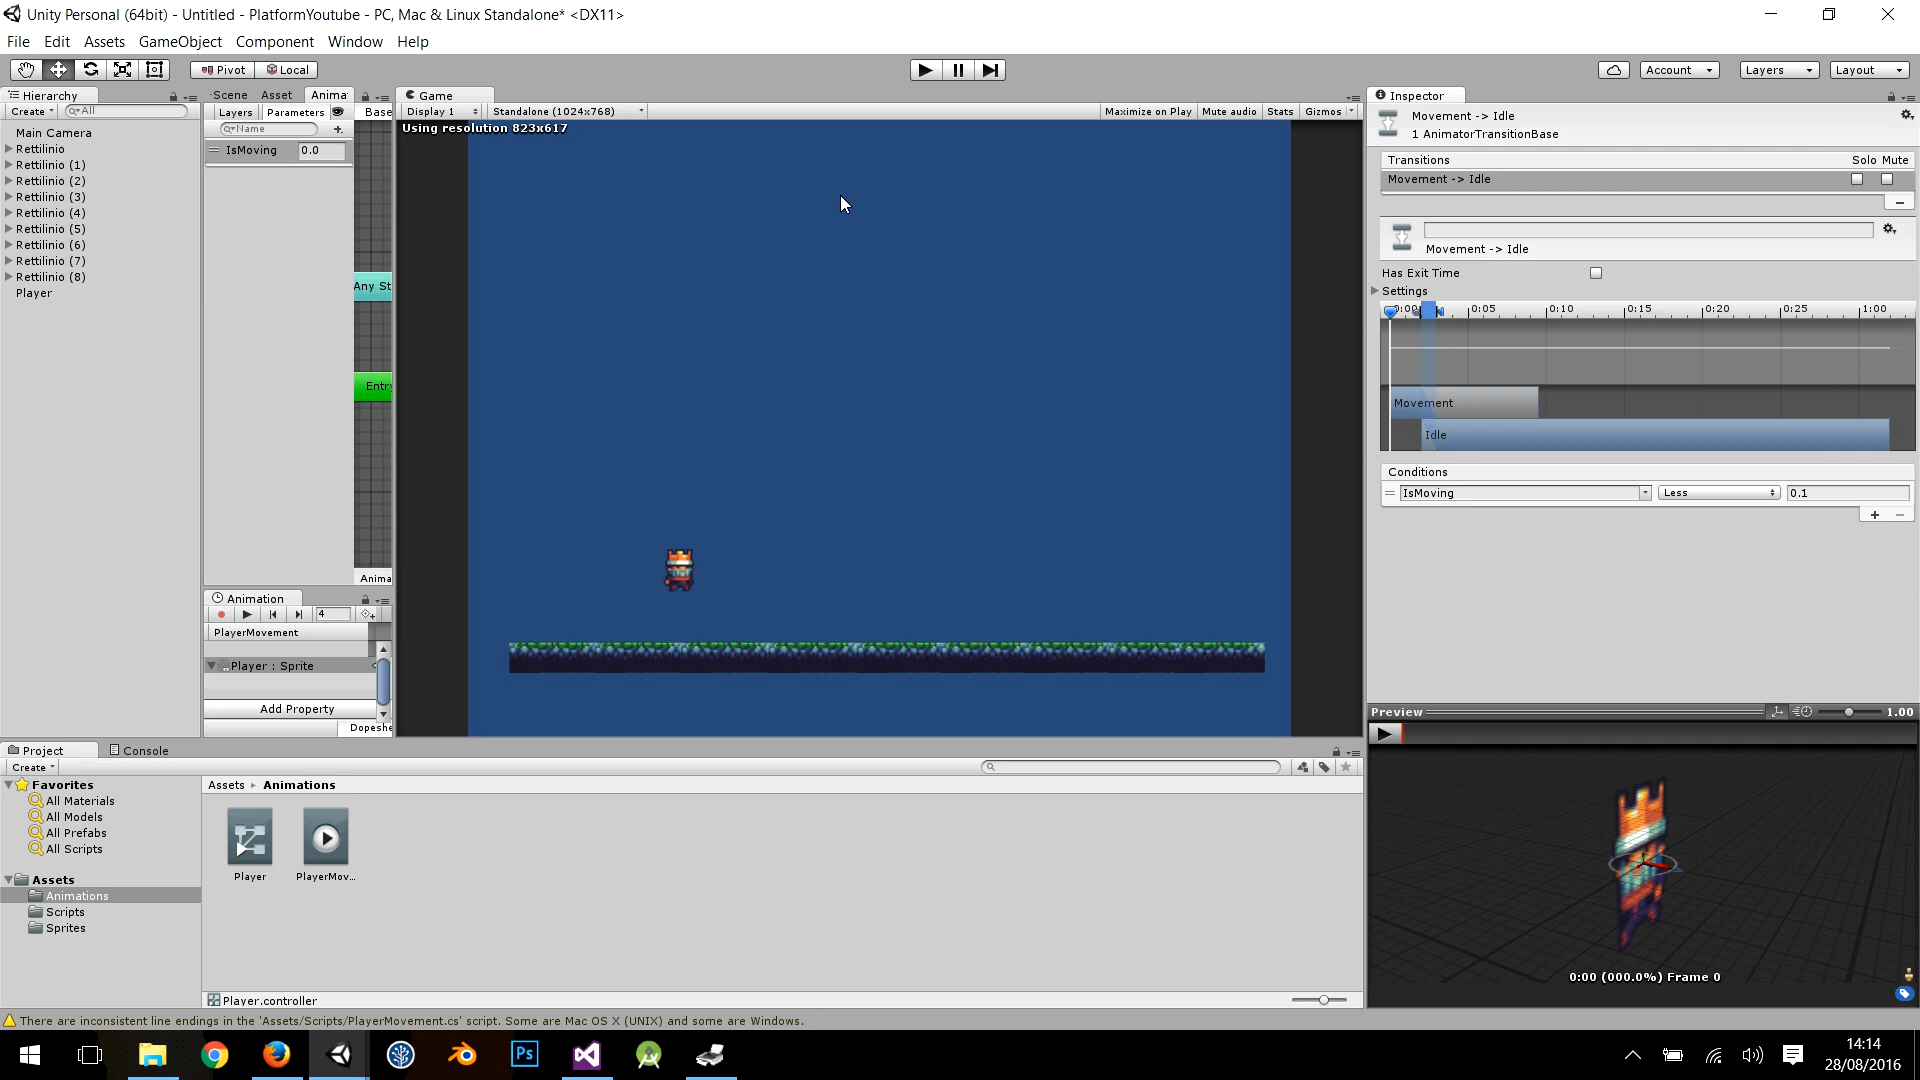 Unity Personal (64bit) - Untitled - PlatformYoutube - PC, Mac & Linux Standalone* <DX11>
File Edit Assets GameObject Component Window Help
Pivot Local
Account Layers Layout
Hierarchy
Create All
Main Camera
Rettilinio
Rettilinio (1)
Rettilinio (2)
Rettilinio (3)
Rettilinio (4)
Rettilinio (5)
Rettilinio (6)
Rettilinio (7)
Rettilinio (8)
Player
Scene Asset Anima
Layers Parameters Base
Name
IsMoving 0.0
Any St
Entry
Anima
Animation
4
PlayerMovement
Player : Sprite
Add Property
Dopeshe
Game
Display 1 Standalone (1024x768) Maximize on Play Mute audio Stats Gizmos
Using resolution 823x617
Inspector
Movement -> Idle
1 AnimatorTransitionBase
Transitions Solo Mute
Movement -> Idle
Movement -> Idle
Has Exit Time
Settings
0:00 0:05 0:10 0:15 0:20 0:25 1:00
Movement
Idle
Conditions
IsMoving Less 0.1
Preview 1.00
0:00 (000.0%) Frame 0
Project Console
Create
Favorites
All Materials
All Models
All Prefabs
All Scripts
Assets
Animations
Scripts
Sprites
Assets Animations
Player PlayerMov...
Player.controller
There are inconsistent line endings in the 'Assets/Scripts/PlayerMovement.cs' script. Some are Mac OS X (UNIX) and some are Windows.
Ps
14:14
28/08/2016